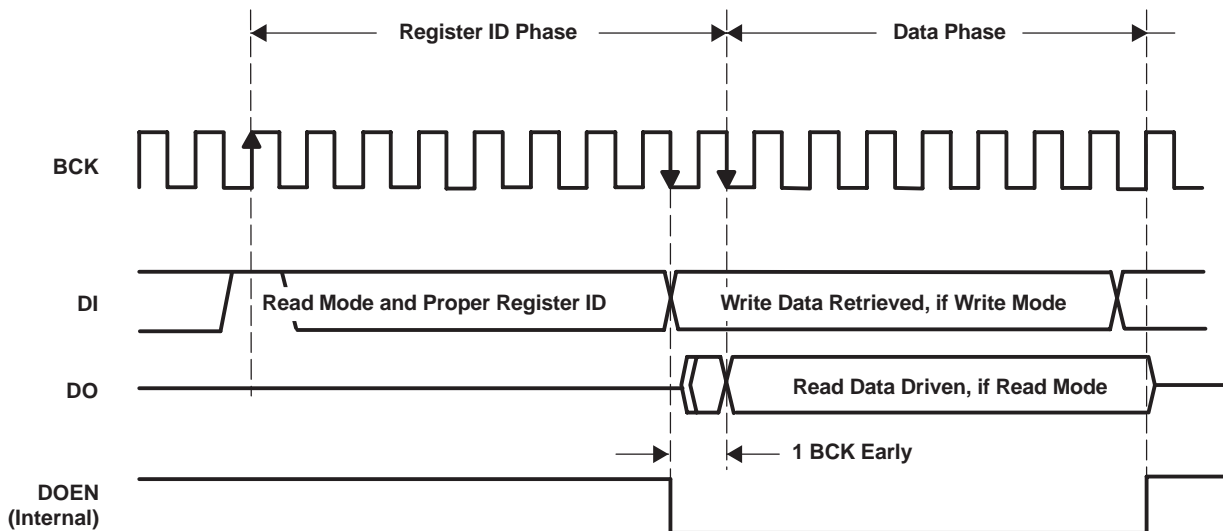 Register ID Phase
Data Phase
BCK
DI
Read Mode and Proper Register ID
Write Data Retrieved, if Write Mode
DO
Read Data Driven, if Read Mode
1 BCK Early
DOEN
(Internal)